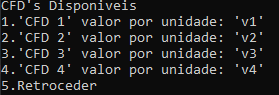 CFD's Disponiveis
1.'CFD 1' valor por unidade: 'v1'
2.'CFD 2' valor por unidade: 'v2'
3.'CFD 3' valor por unidade: 'v3'
4.'CFD 4' valor por unidade: 'v4'
5.Retroceder